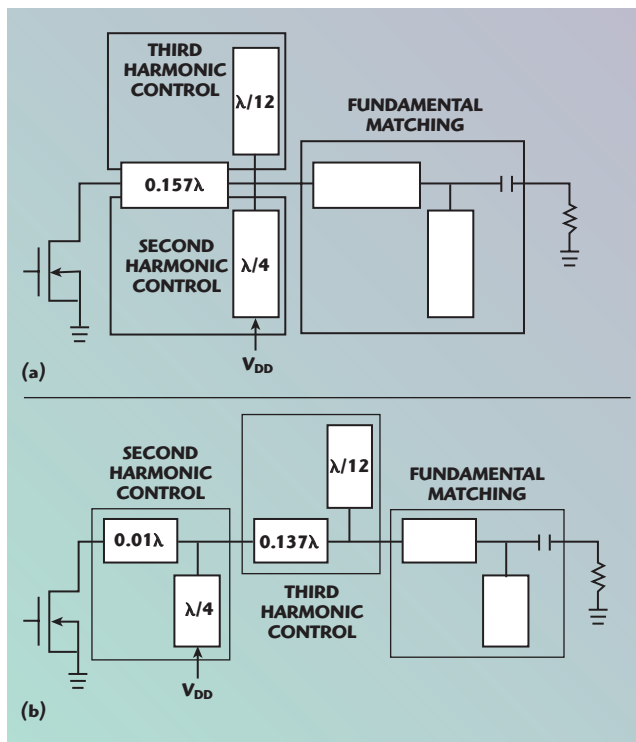 THIRD
HARMONIC
CONTROL
λ/12
FUNDAMENTAL
MATCHING
0.157λ
SECOND
HARMONIC
CONTROL
λ/4
VDD
(a)
SECOND
HARMONIC
CONTROL
λ/12
FUNDAMENTAL
MATCHING
0.01λ
0.137λ
λ/4
THIRD
HARMONIC
CONTROL
VDD
(b)